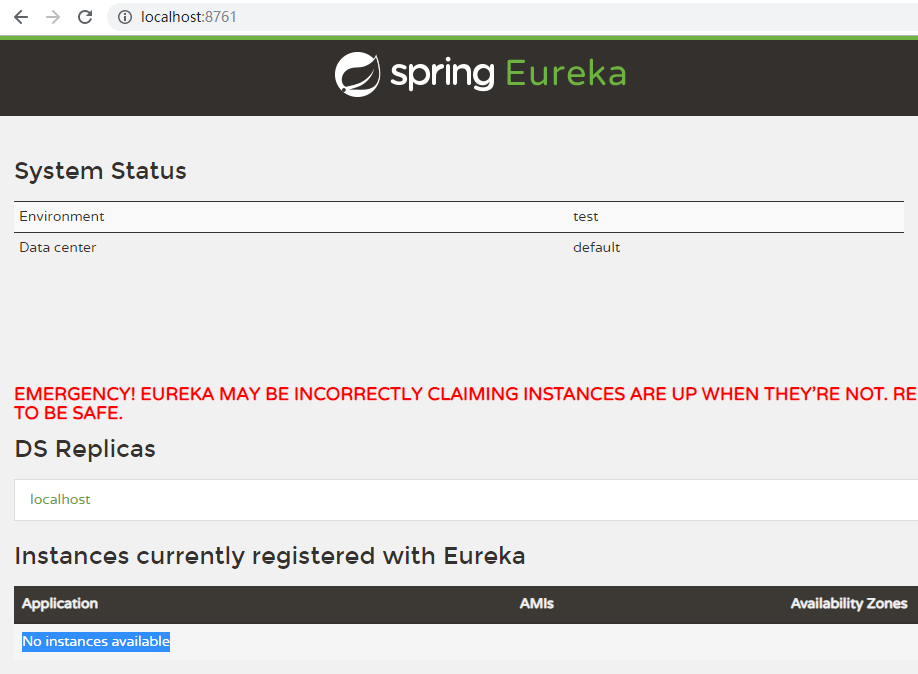 localhost:8761
spring Eureka
System Status
Environment test
Data center default
EMERGENCY! EUREKA MAY BE INCORRECTLY CLAIMING INSTANCES ARE UP WHEN THEY'RE NOT. RE
TO BE SAFE.
DS Replicas
localhost
Instances currently registered with Eureka
Application AMIs Availability Zones
No instances available